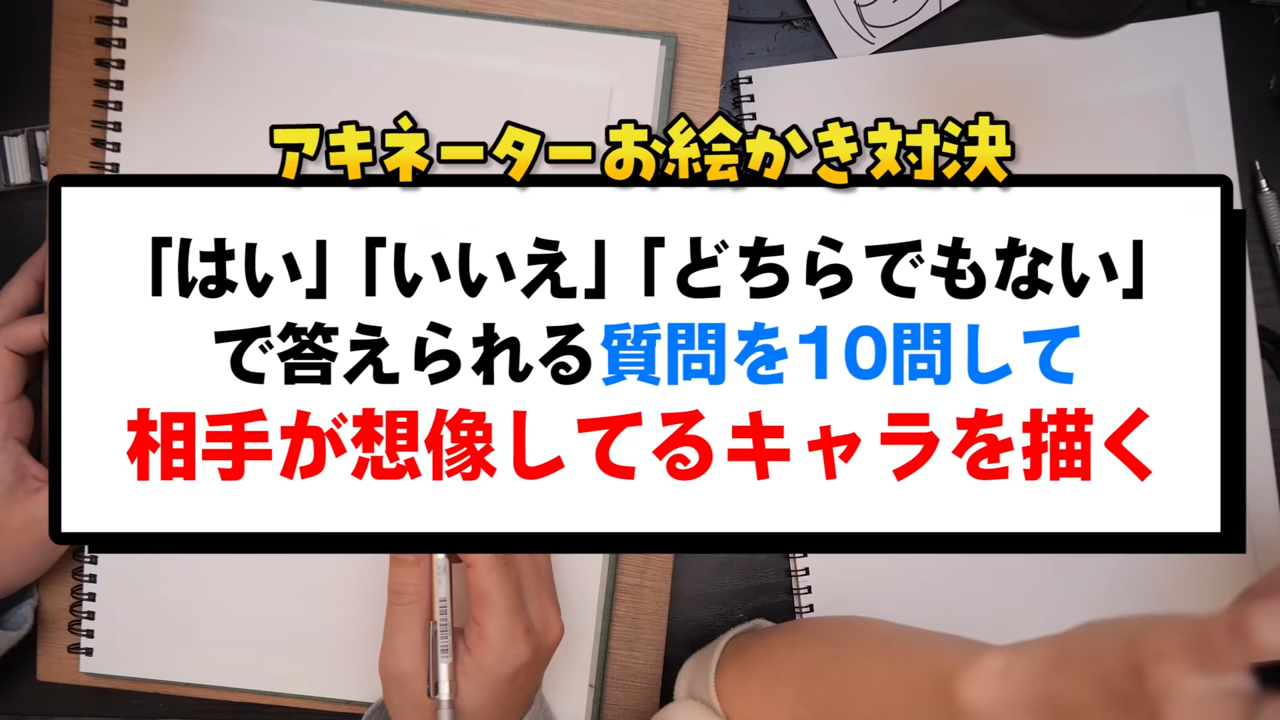 アキネーターお絵かき対決
「はい」「いいえ」「どちらでもない」
で答えられる質問を10問して
相手が想像してるキャラを描く